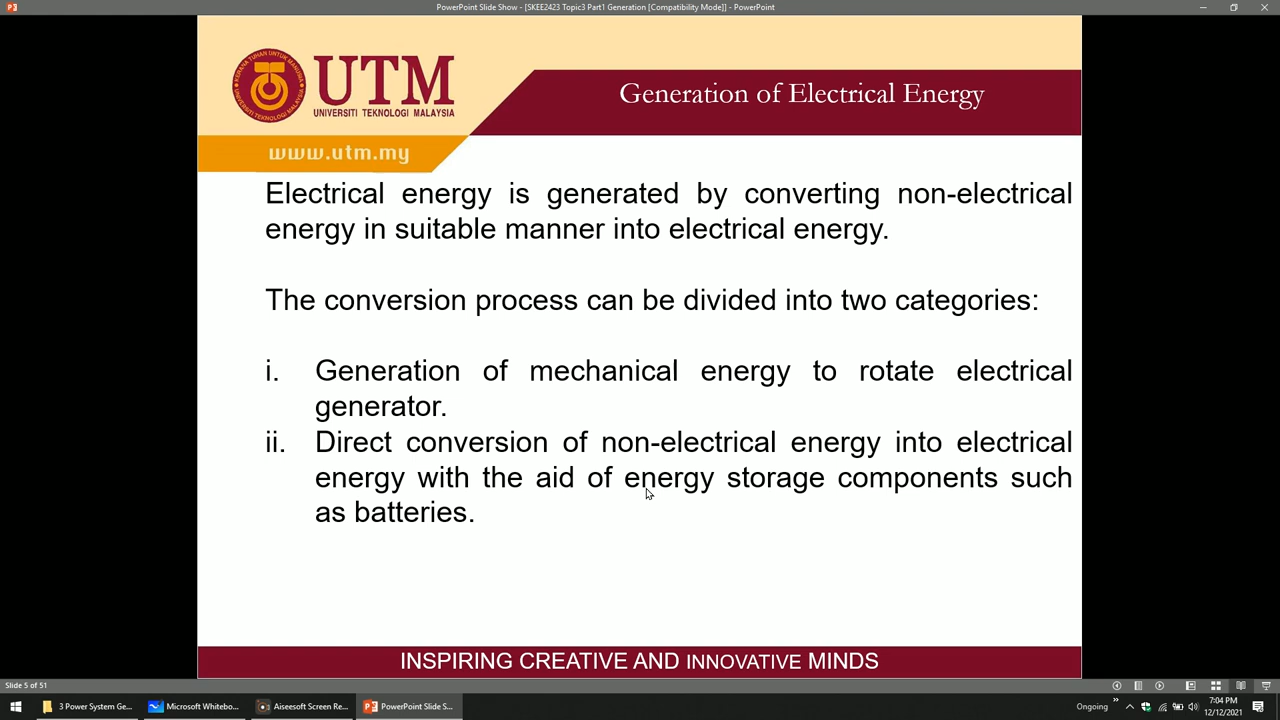 PowerPoint Slide Show - [SKEE2423 Topic3 Part1 Generation [Compatibility Mode]] - PowerPoint
UTM
UNIVERSITI TEKNOLOGI MALAYSIA
Generation of Electrical Energy
www.utm.my
Electrical energy is generated by converting non-electrical
energy in suitable manner into electrical energy.
The conversion process can be divided into two categories:
i. Generation of mechanical energy to rotate electrical
generator.
ii. Direct conversion of non-electrical energy into electrical
energy with the aid of energy storage components such
as batteries.
INSPIRING CREATIVE AND INNOVATIVE MINDS
Slide 5 of 51
3 Power System Ge...
Microsoft Whitebo...
Aiseesoft Screen Re...
PowerPoint Slide S...
Ongoing
7:04 PM
12/12/2021